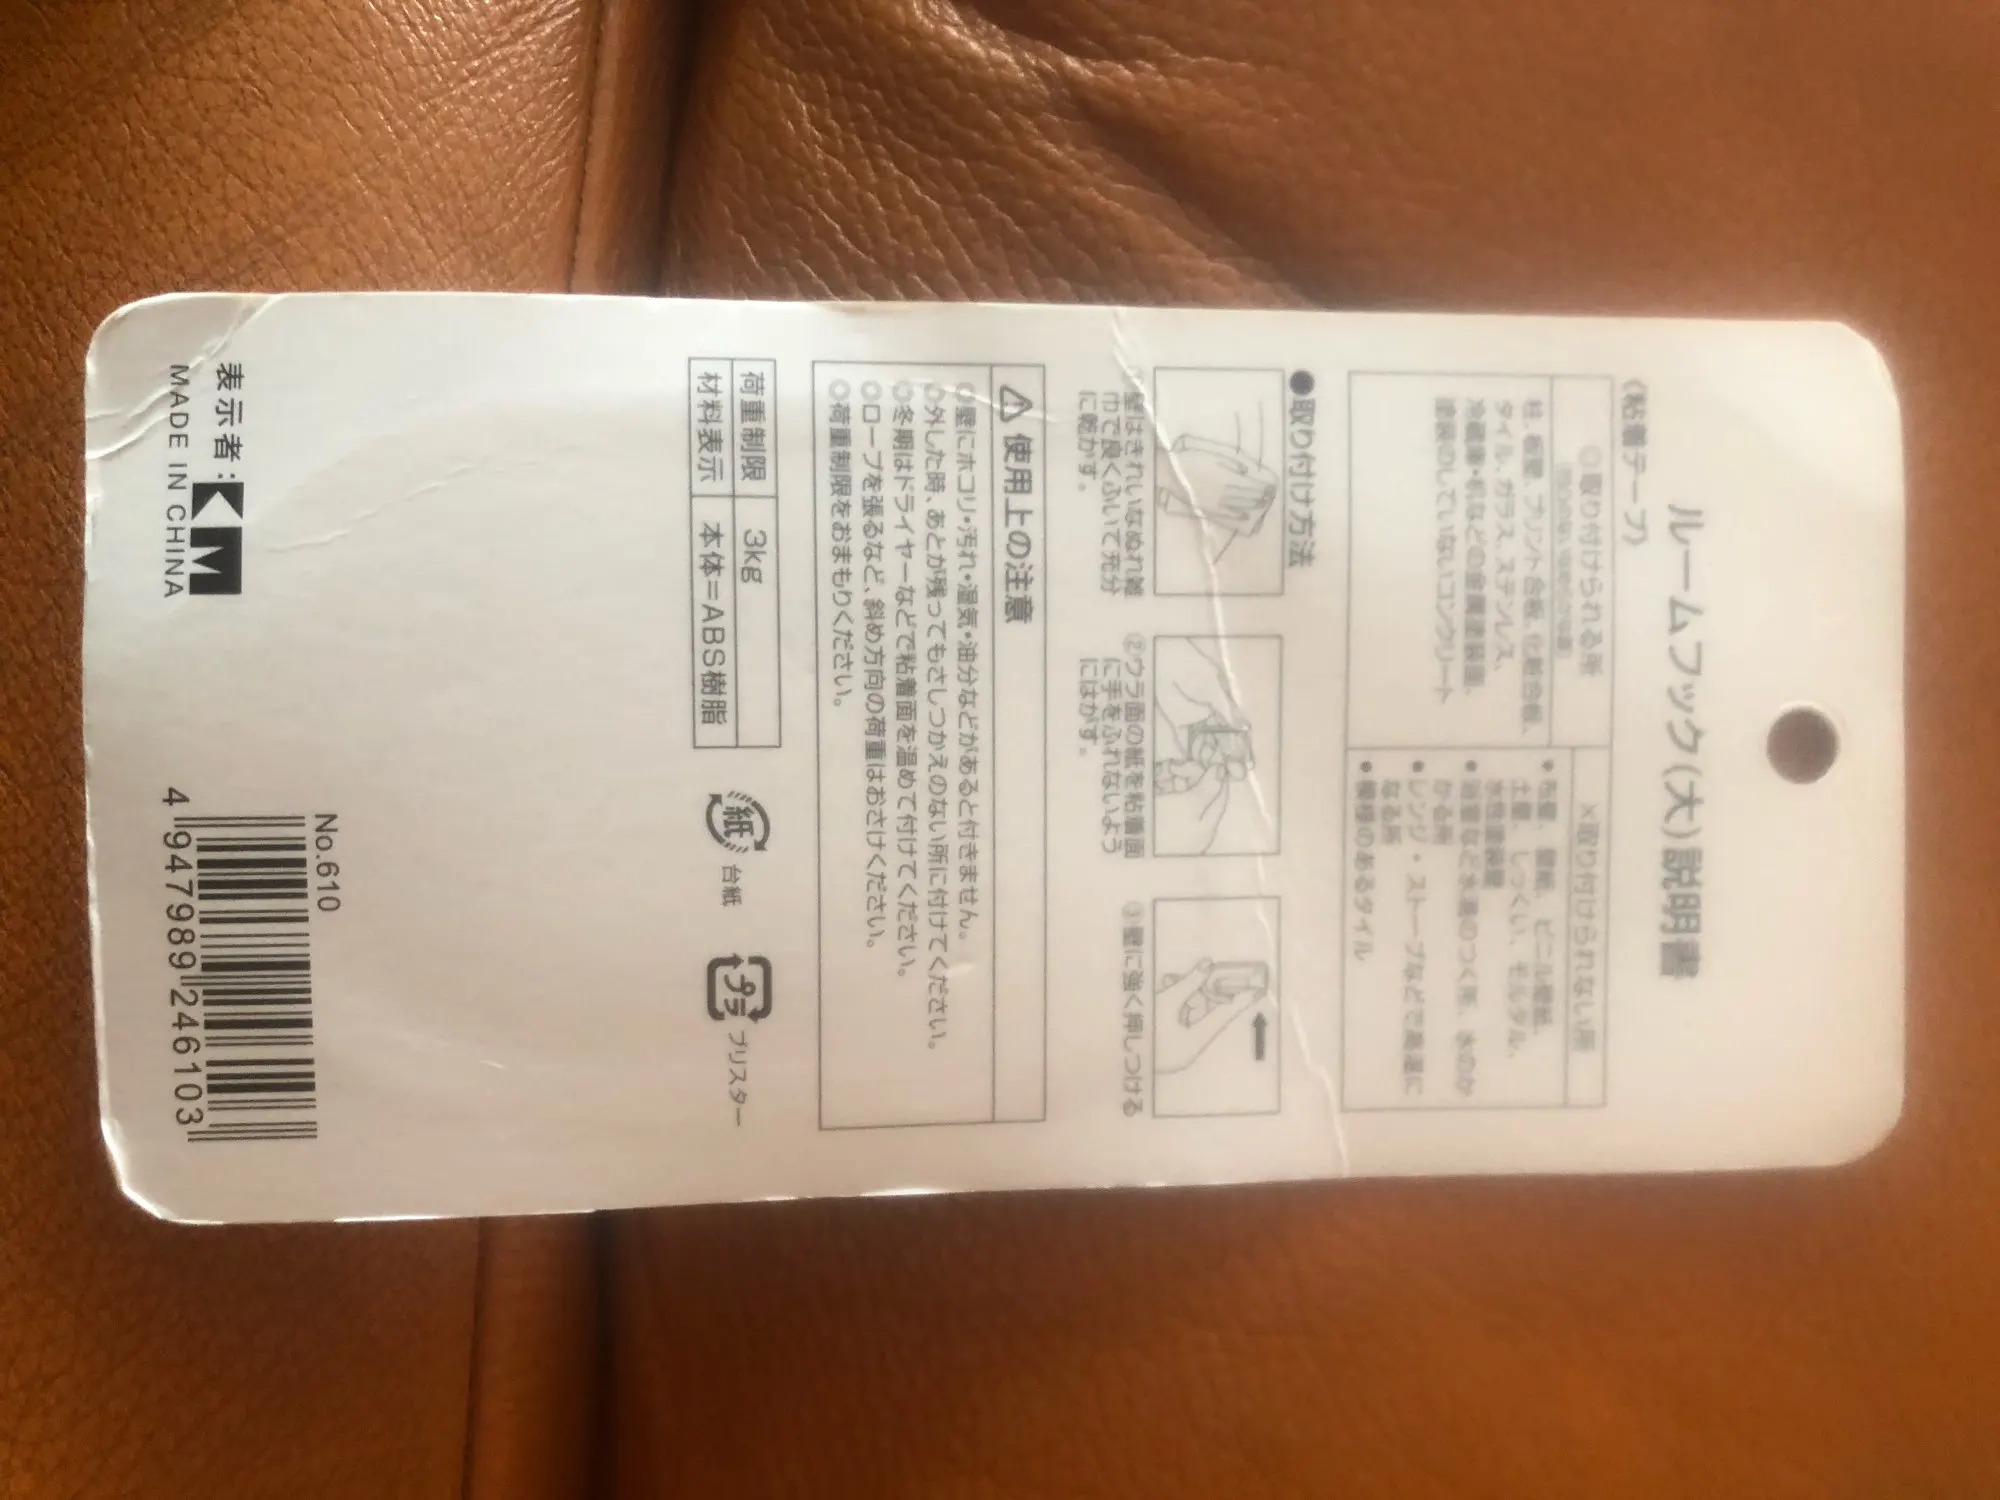 ルームフック(大)説明書
《粘着テープ》
○取り付けられる所
×取り付けられない所
柱、板壁、プリント合板、化粧合板、
タイル、ガラス、ステンレス、
冷蔵庫・机などの金属塗装面、
塗装のしていないコンクリート
●布壁、壁紙、ビニル壁紙、
土壁、しっくい、モルタル、
水性塗装壁
●浴室など水滴のつく所、水のか
かる所
●レンジ・ストーブなどで高温に
なる所
●模様のあるタイル
●取り付け方法
①壁はきれいなぬれ雑
巾で良くふいて充分
に乾かす。
②ウラ面の紙を粘着面
に手をふれないよう
にはがす。
③壁に強く押しつける
⚠使用上の注意
○壁にホコリ・汚れ・湿気・油分などがあると付きません。
○外した時、あとが残ってもさしつかえのない所に付けてください。
○冬期はドライヤーなどで粘着面を温めて付けてください。
○ロープを張るなど、斜め方向の荷重はおさけください。
○荷重制限をおまもりください。
荷重制限 3kg
材料表示 本体=ABS樹脂
紙 台紙
プラ ブリスター
No.610
表示者:KM
MADE IN CHINA
4 947989 246103